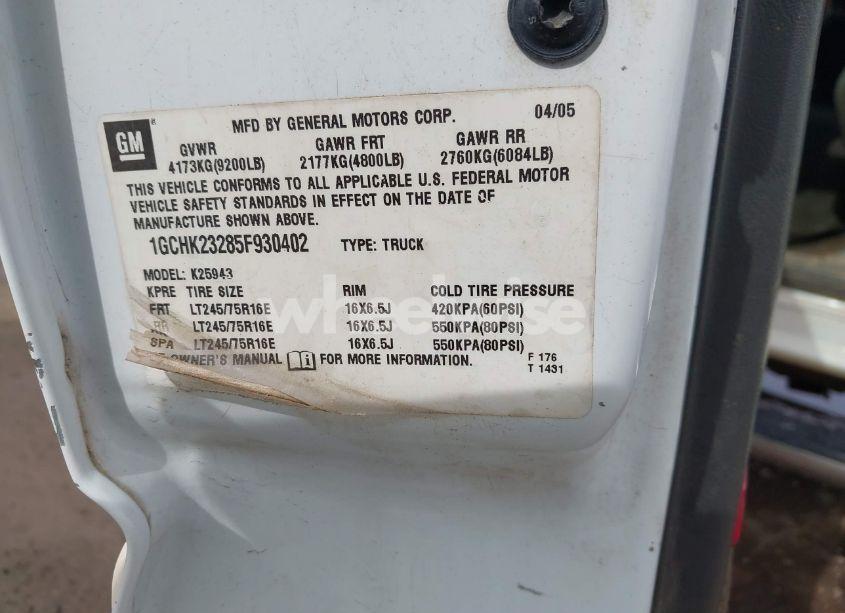 GM ® MFD BY GENERAL MOTORS CORP. 04/05
GVWR GAWR FRT GAWR RR
4173KG(9200LB) 2177KG(4800LB) 2760KG(6084LB)
THIS VEHICLE CONFORMS TO ALL APPLICABLE U.S. FEDERAL MOTOR
VEHICLE SAFETY STANDARDS IN EFFECT ON THE DATE OF
MANUFACTURE SHOWN ABOVE.
1GCHK23285F930402 TYPE: TRUCK
MODEL: K25943
KPRE TIRE SIZE RIM COLD TIRE PRESSURE
FRT LT245/75R16E 16X6.5J 420KPA(60PSI)
RR LT245/75R16E 16X6.5J 550KPA(80PSI)
SPA LT245/75R16E 16X6.5J 550KPA(80PSI)
OWNER'S MANUAL FOR MORE INFORMATION.
F 176
T 1431